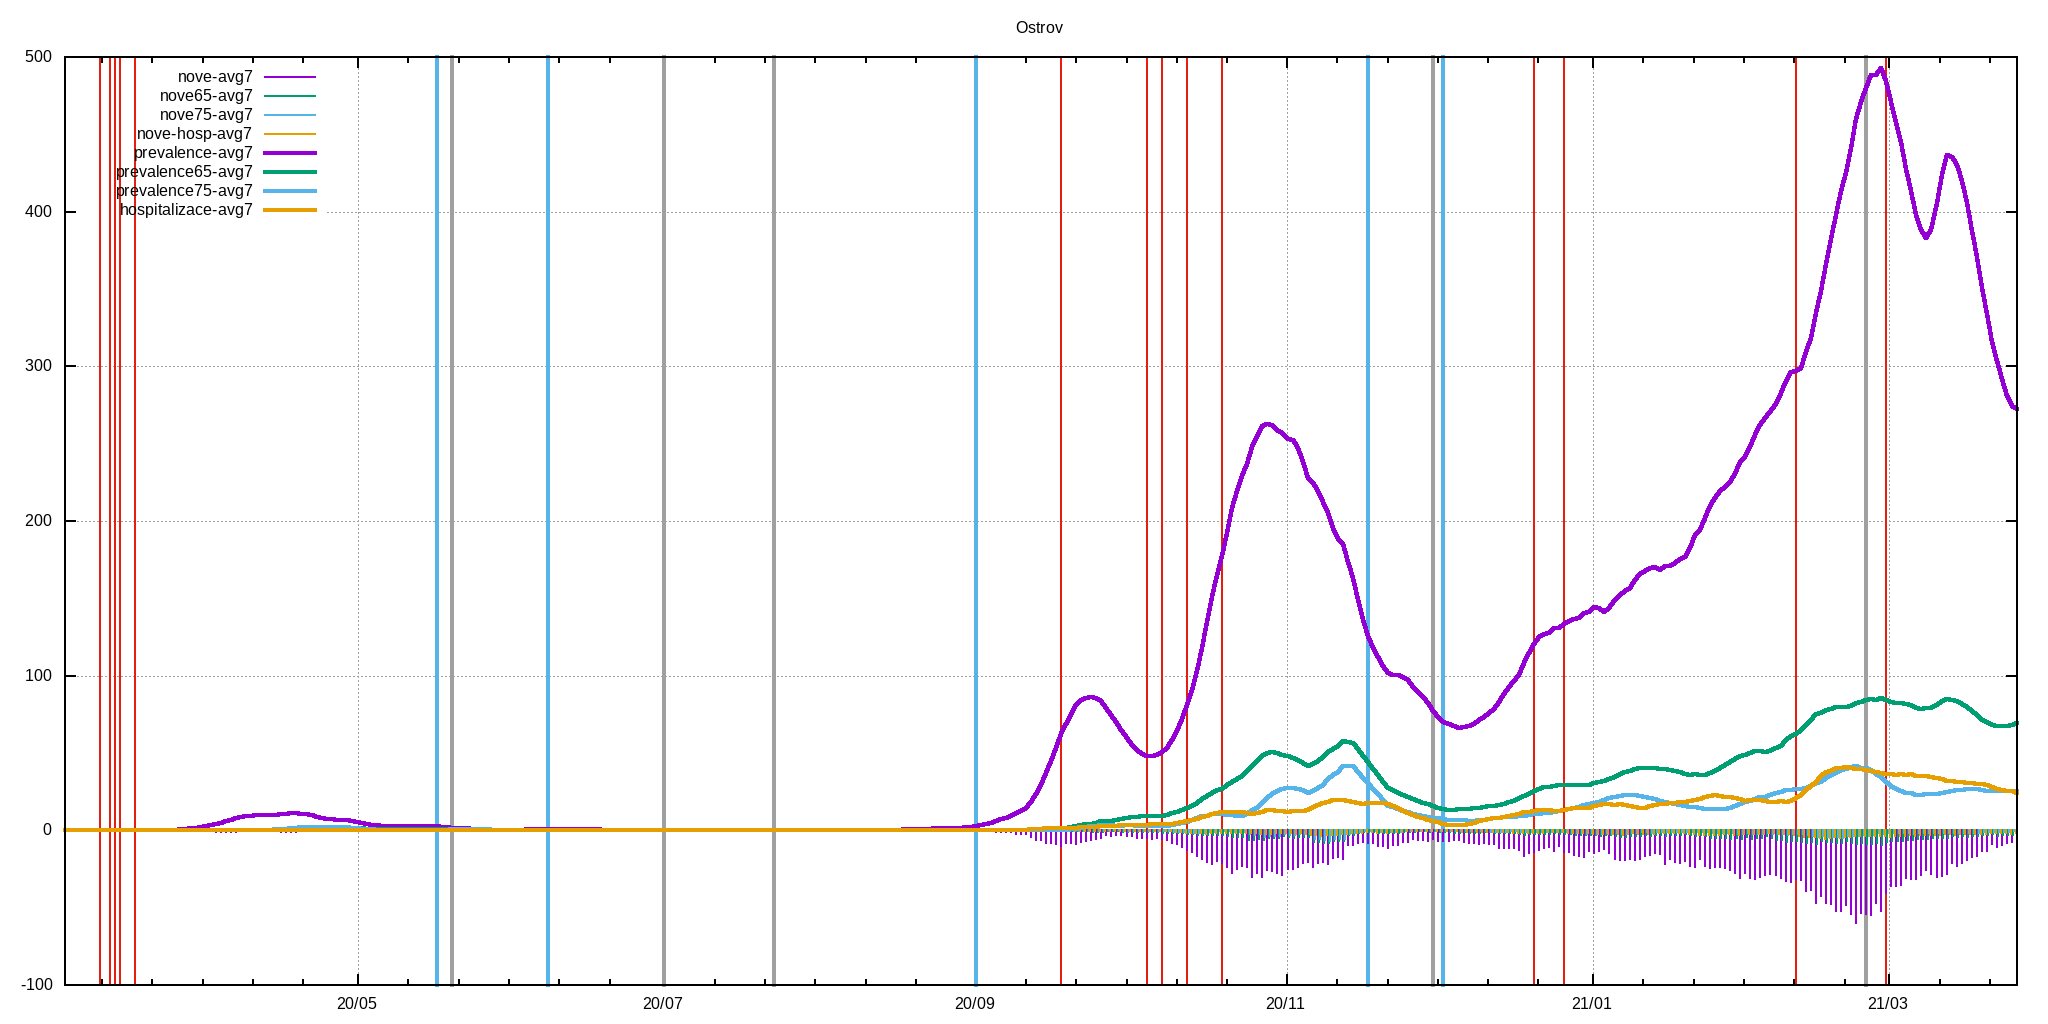 Ostrov
500
400
300
200
100
0
-100
nove-avg7
nove65-avg7
nove75-avg7
nove-hosp-avg7
prevalence-avg7
prevalence65-avg7
prevalence75-avg7
hospitalizace-avg7
20/05
20/07
20/09
20/11
21/01
21/03